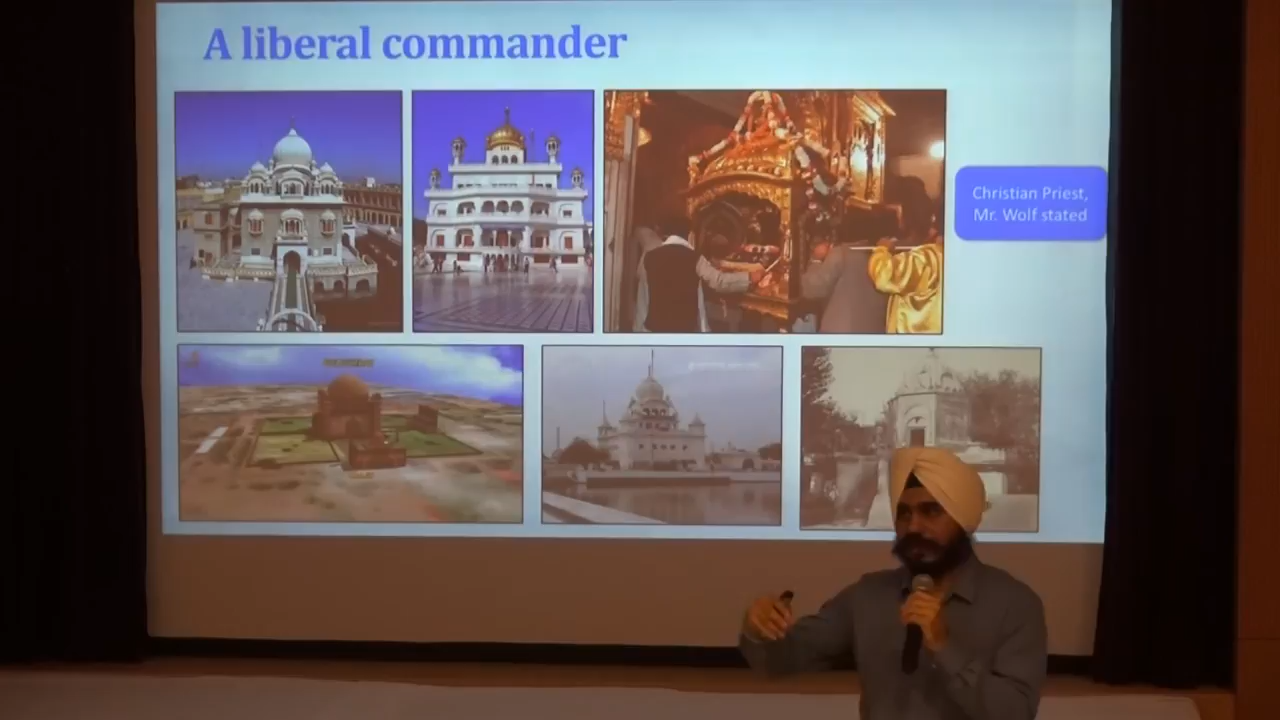 A liberal commander
Christian Priest,
Mr. Wolf stated